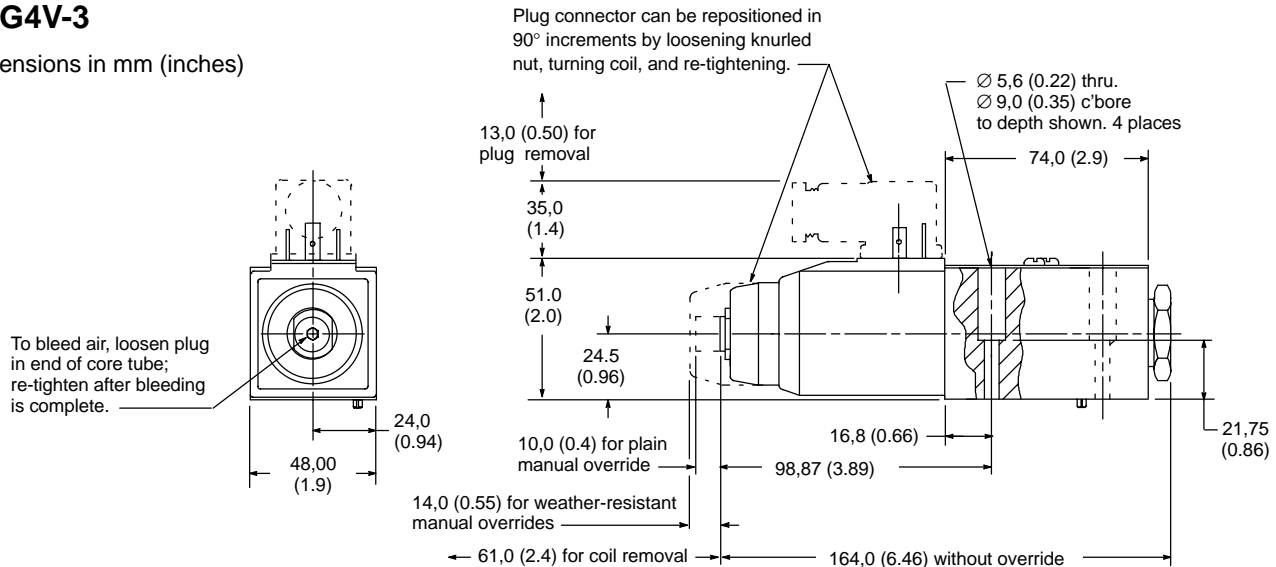 G4V-3
ensions in mm (inches)
Plug connector can be repositioned in
90° increments by loosening knurled
nut, turning coil, and re-tightening.
∅ 5,6 (0.22) thru.
∅ 9,0 (0.35) c'bore
to depth shown. 4 places
13,0 (0.50) for
plug removal
74,0 (2.9)
35,0
(1.4)
51.0
(2.0)
24.5
(0.96)
To bleed air, loosen plug
in end of core tube;
re-tighten after bleeding
is complete.
24,0
(0.94)
48,00
(1.9)
16,8 (0.66)
21,75
(0.86)
10,0 (0.4) for plain
manual override
98,87 (3.89)
14,0 (0.55) for weather-resistant
manual overrides
61,0 (2.4) for coil removal
164,0 (6.46) without override